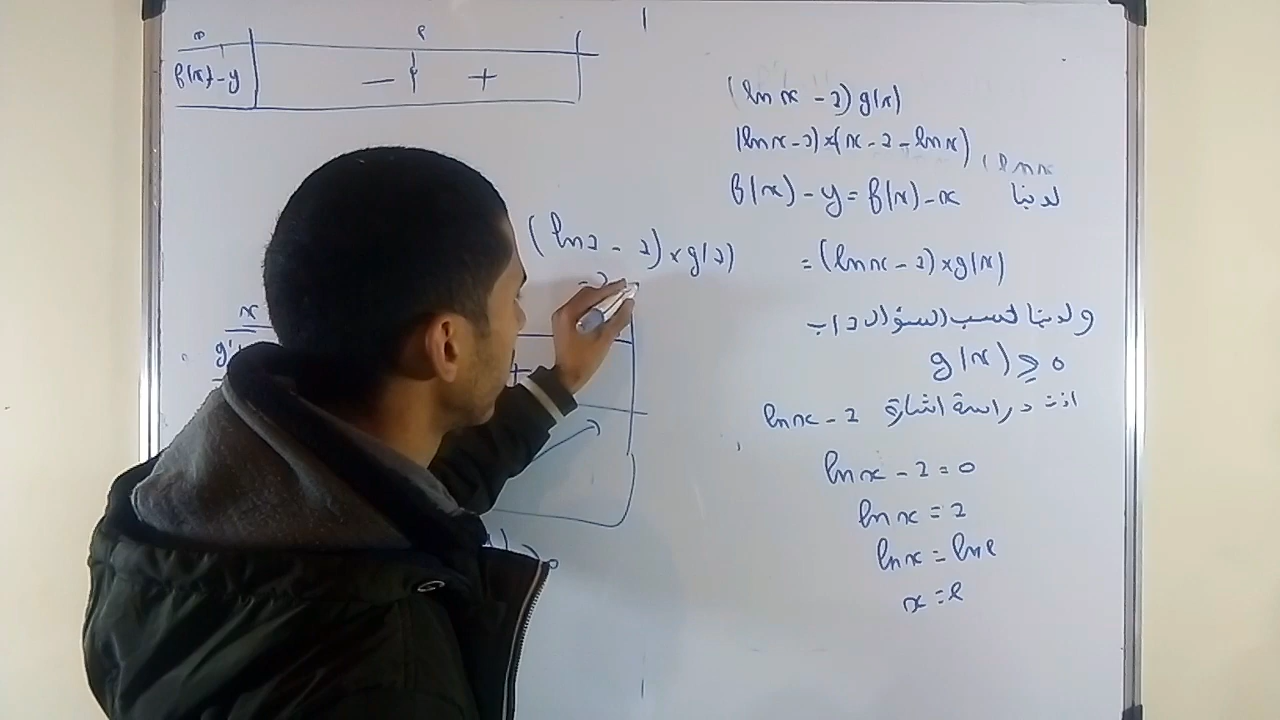 x e
f(x) - y - +
(ln x - 2) g(x)
(ln x - 2) × (x - 2 - ln x)
ln x
لدينا f(x) - y = f(x) - x
= (ln x - 2) × g(x)
ولدينا حسب السؤال
g(x) ≥ 0
اذن دراسة اشارة ln x - 2
ln x - 2 = 0
ln x = 2
ln x = ln e
x = e
(ln 2 - 2) × g(2)
x
g'
+